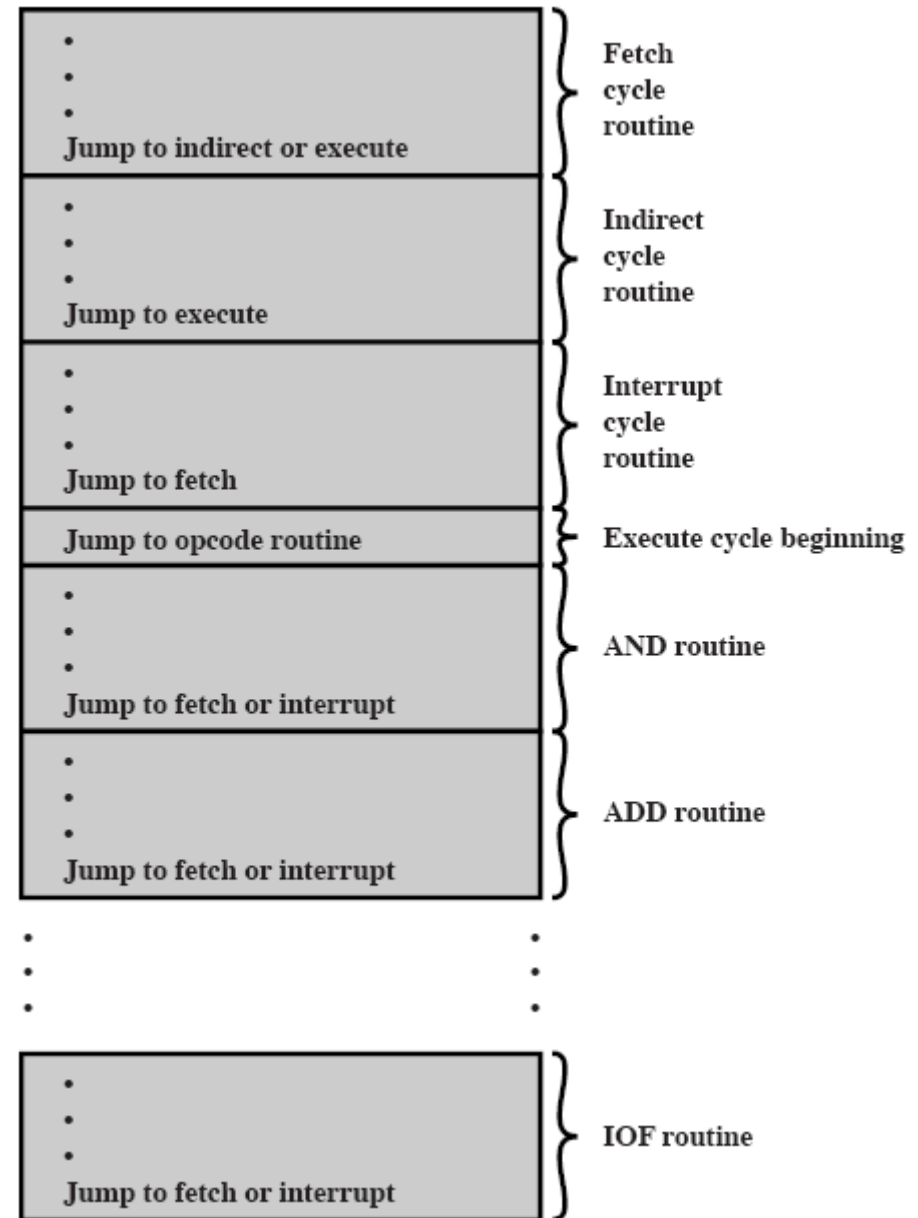 Fetch
cycle
routine
Jump to indirect or execute
Indirect
cycle
routine
Jump to execute
Interrupt
cycle
routine
Jump to fetch
Jump to opcode routine
Execute cycle beginning
AND routine
Jump to fetch or interrupt
ADD routine
Jump to fetch or interrupt
IOF routine
Jump to fetch or interrupt